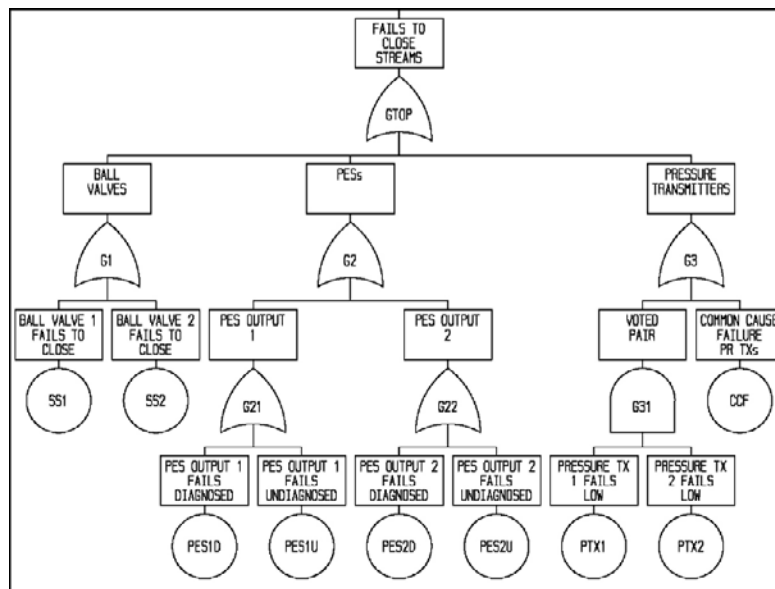 FAILS TO
CLOSE
STREAMS
GTOP
BALL
VALVES
PESs
PRESSURE
TRANSMITTERS
G1
G2
G3
BALL VALVE 1
FAILS TO
CLOSE
BALL VALVE 2
FAILS TO
CLOSE
PES OUTPUT
1
PES OUTPUT
2
VOTED
PAIR
COMMON CAUSE
FAILURE
PR TXs
SS1
SS2
G21
G22
G31
CCF
PES OUTPUT 1
FAILS
DIAGNOSED
PES OUTPUT 1
FAILS
UNDIAGNOSED
PES OUTPUT 2
FAILS
DIAGNOSED
PES OUTPUT 2
FAILS
UNDIAGNOSED
PRESSURE TX
1 FAILS
LOW
PRESSURE TX
2 FAILS
LOW
PES1D
PES1U
PES2D
PES2U
PTX1
PTX2